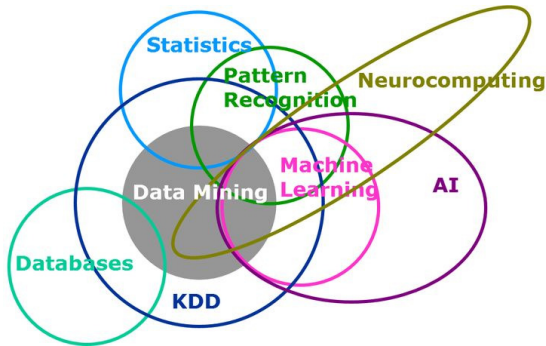 Statistics
Pattern
Recognition
Neurocomputing
Machine
Learning
Data Mining
AI
Databases
KDD